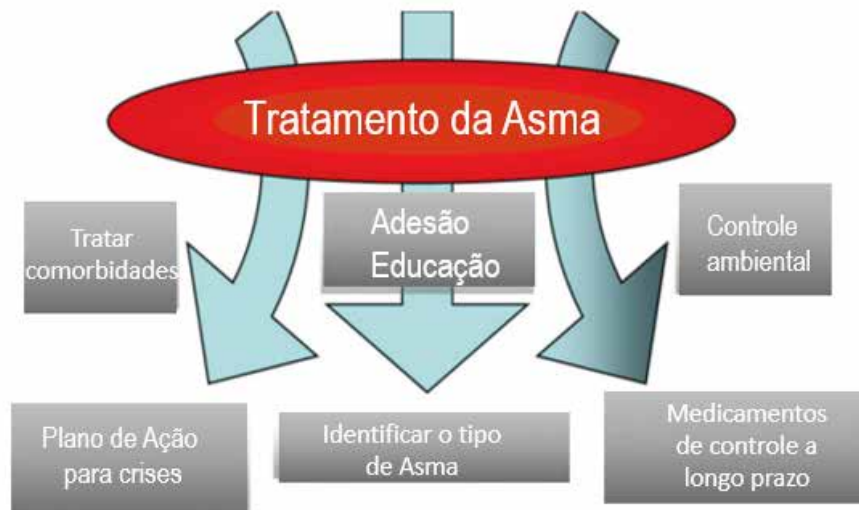 Tratamento da Asma
Tratar
comorbidades
Adesão
Educação
Controle
ambiental
Plano de Ação
para crises
Identificar o tipo
de Asma
Medicamentos
de controle a
longo prazo